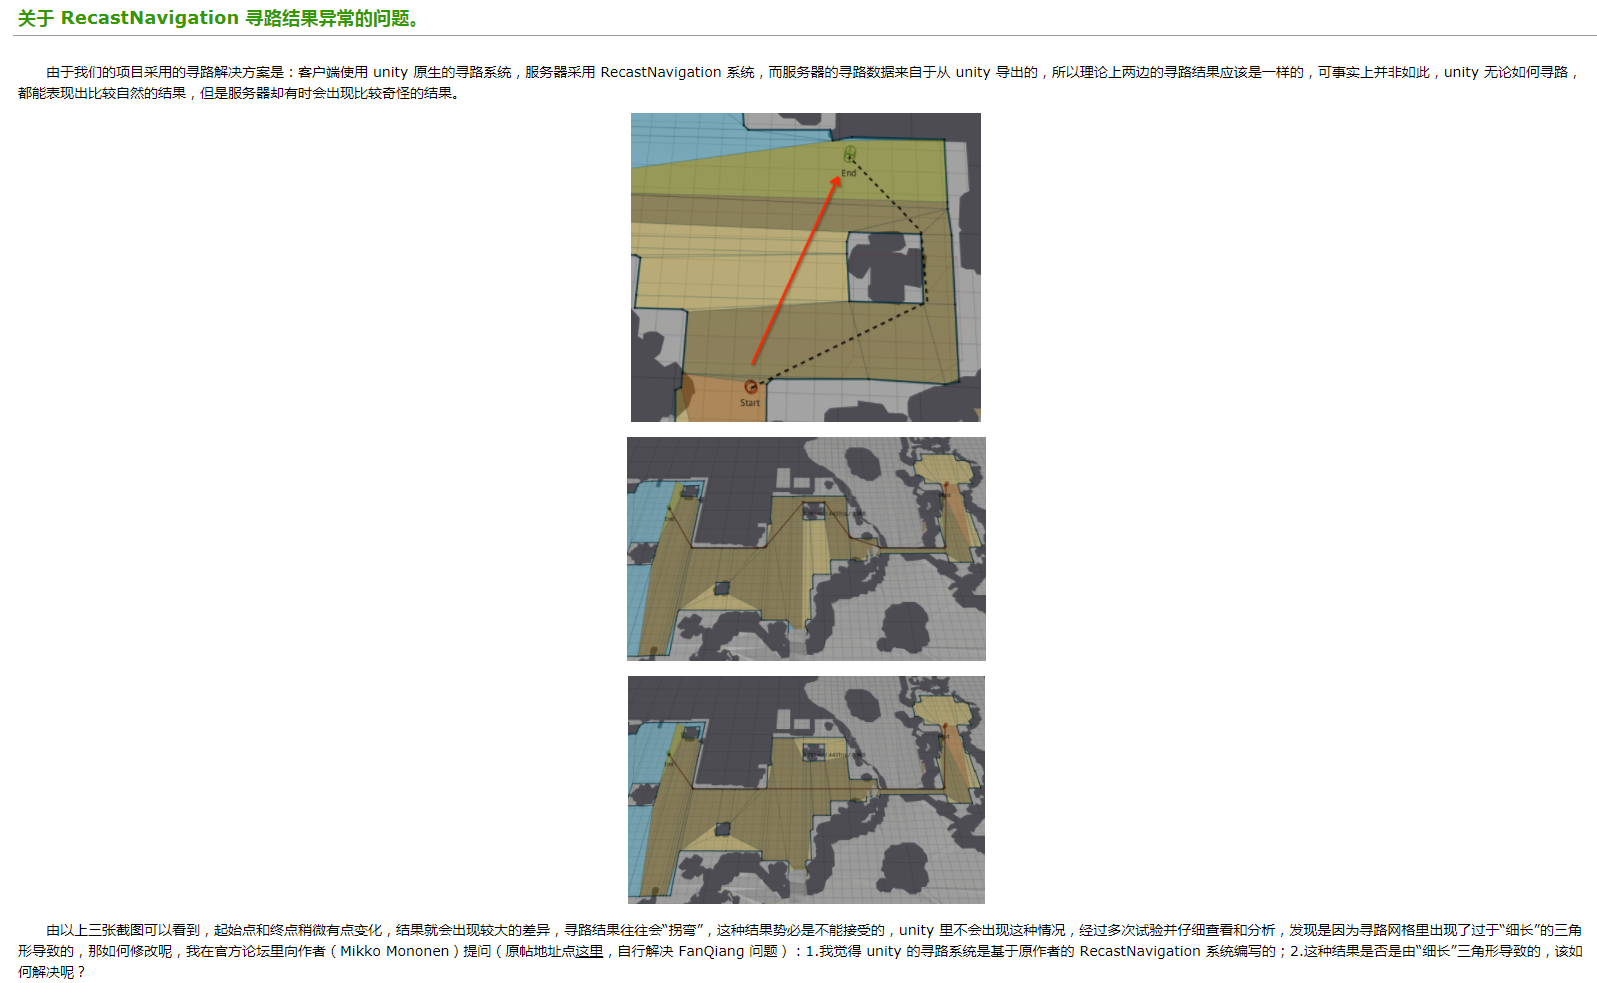 关于 RecastNavigation 寻路结果异常的问题。
由于我们的项目采用的寻路解决方案是：客户端使用 unity 原生的寻路系统，服务器采用 RecastNavigation 系统，而服务器的寻路数据来自于从 unity 导出的，所以理论上两边的寻路结果应该是一样的，可事实上并非如此，unity 无论如何寻路，
都能表现出比较自然的结果，但是服务器却有时会出现比较奇怪的结果。
End
Start
End
End
由以上三张截图可以看到，起始点和终点稍微有点变化，结果就会出现较大的差异，寻路结果往往会“拐弯”，这种结果势必是不能接受的，unity 里不会出现这种情况，经过多次试验并仔细查看和分析，发现是因为寻路网格里出现了过于“细长”的三角
形导致的，那如何修改呢，我在官方论坛里向作者（Mikko Mononen）提问（原帖地址点这里，自行解决 FanQiang 问题）：1.我觉得 unity 的寻路系统是基于原作者的 RecastNavigation 系统编写的；2.这种结果是否是由“细长”三角形导致的，该如
何解决呢？